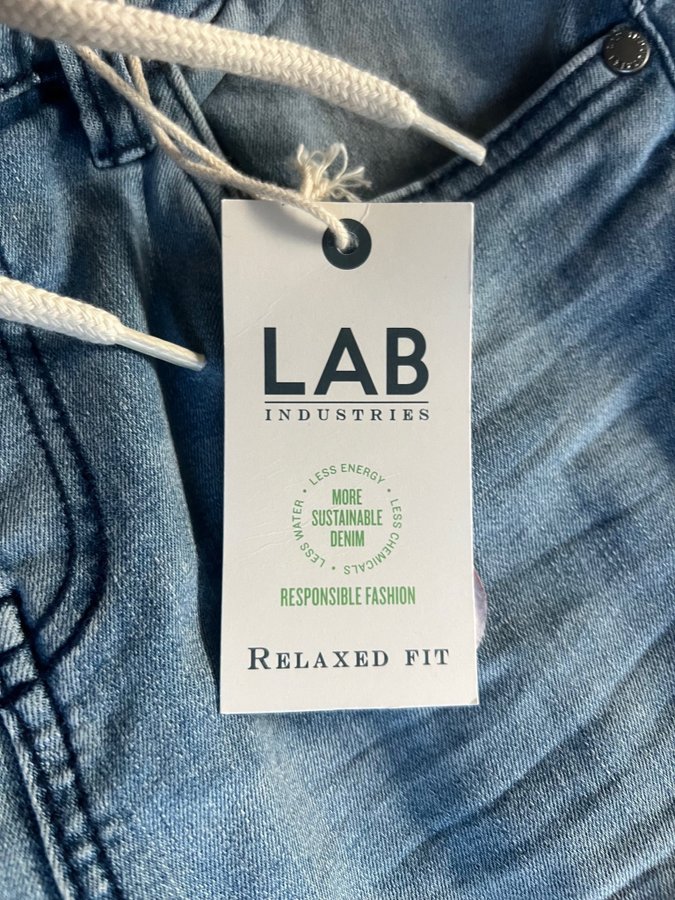 LAB
INDUSTRIES
LESS ENERGY • LESS CHEMICALS • LESS WATER •
MORE
SUSTAINABLE
DENIM
RESPONSIBLE FASHION
RELAXED FIT